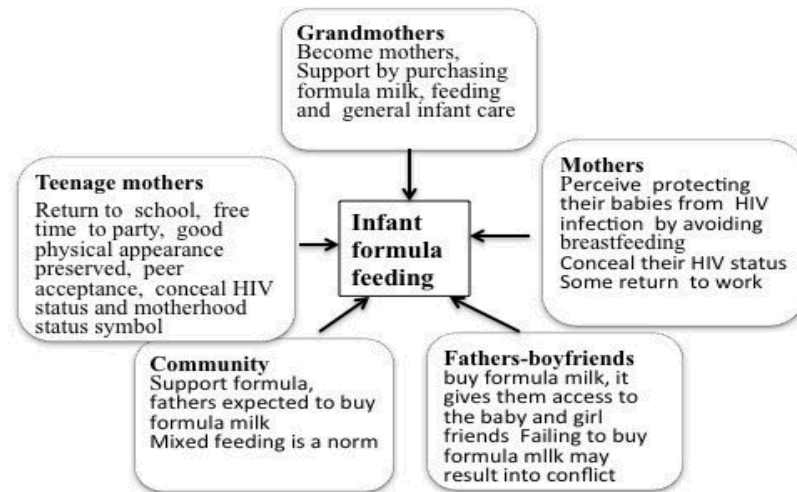 Grandmothers
Become mothers,
Support by purchasing
formula milk, feeding
and general infant care
Teenage mothers
Return to school, free
time to party, good
physical appearance
preserved, peer
acceptance, conceal HIV
status and motherhood
status symbol
Infant
formula
feeding
Mothers
Perceive protecting
their babies from HIV
infection by avoiding
breastfeeding
Conceal their HIV status
Some return to work
Community
Support formula,
fathers expected to buy
formula milk
Mixed feeding is a norm
Fathers-boyfriends
buy formula milk, it
gives them access to
the baby and girl
friends Failing to buy
formula mllk may
result into conflict